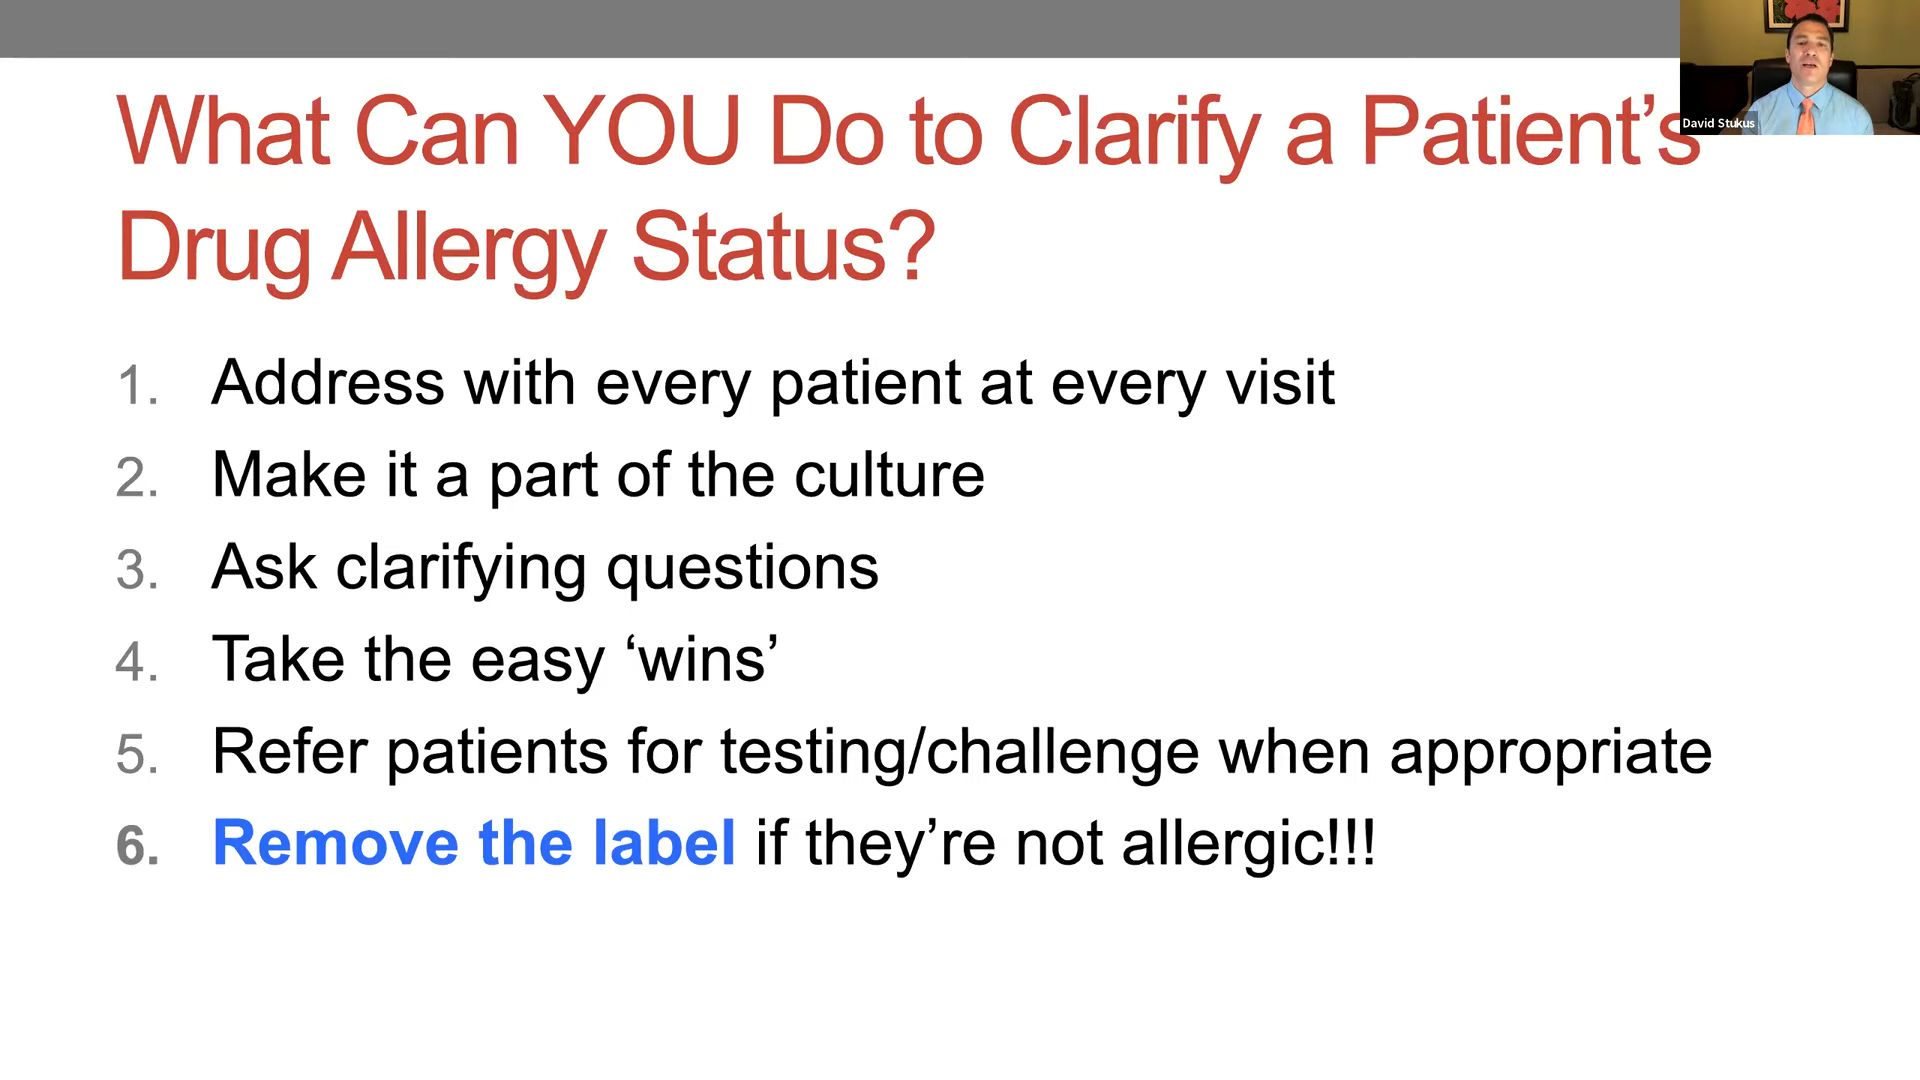 What Can YOU Do to Clarify a Patient’s
Drug Allergy Status?
David Stukus
1. Address with every patient at every visit
2. Make it a part of the culture
3. Ask clarifying questions
4. Take the easy ‘wins’
5. Refer patients for testing/challenge when appropriate
6. Remove the label if they’re not allergic!!!